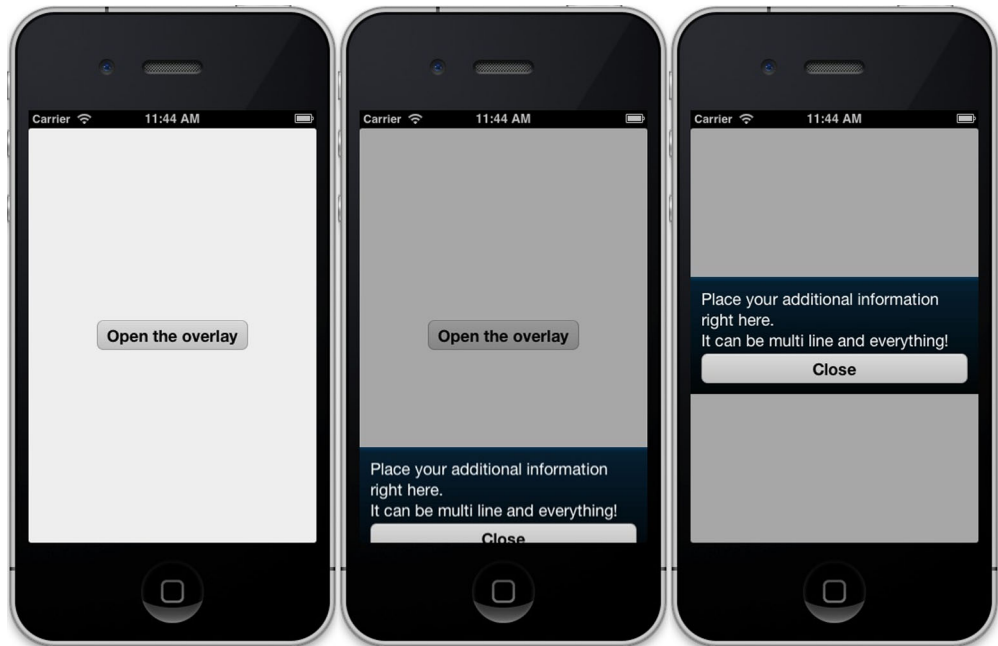 Carrier 11:44 AM
Open the overlay
Carrier 11:44 AM
Open the overlay
Place your additional information
right here.
It can be multi line and everything!
Close
Carrier 11:44 AM
Place your additional information
right here.
It can be multi line and everything!
Close